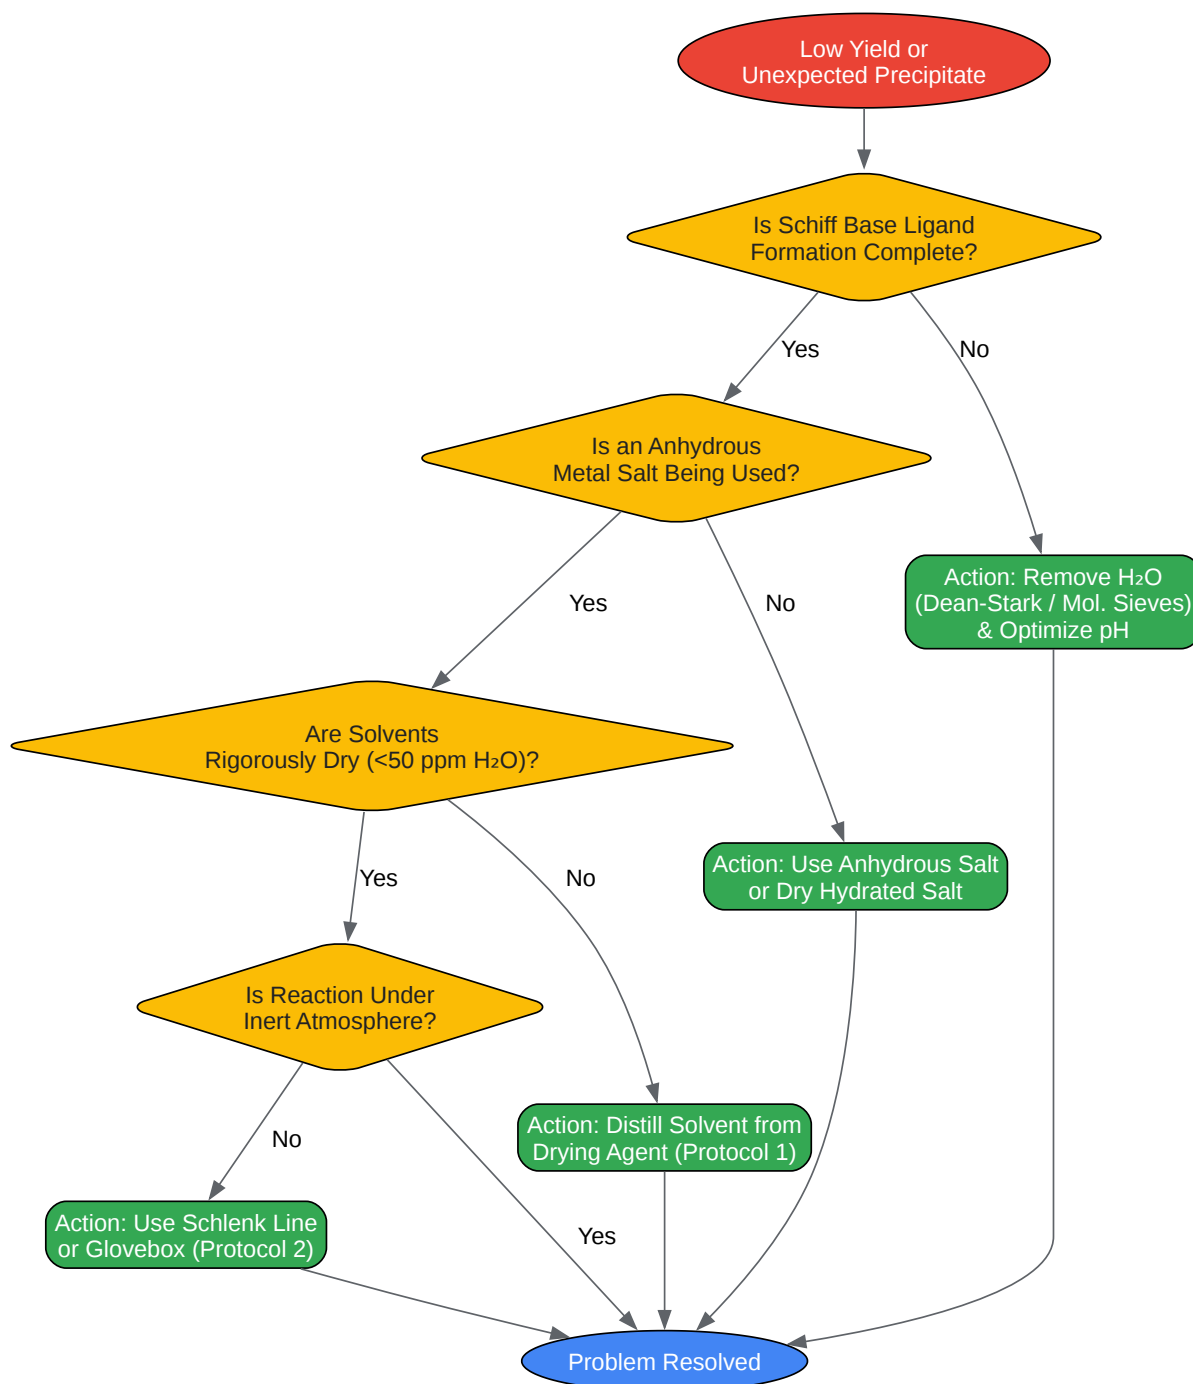 Low Yield or
Unexpected Precipitate
Is Schiff Base Ligand
Formation Complete?
Yes
No
Is an Anhydrous
Metal Salt Being Used?
Yes
No
Action: Remove H₂O
(Dean-Stark / Mol. Sieves)
& Optimize pH
Are Solvents
Rigorously Dry (<50 ppm H₂O)?
Yes
No
Action: Use Anhydrous Salt
or Dry Hydrated Salt
Is Reaction Under
Inert Atmosphere?
No
Yes
Action: Distill Solvent from
Drying Agent (Protocol 1)
Action: Use Schlenk Line
or Glovebox (Protocol 2)
Problem Resolved